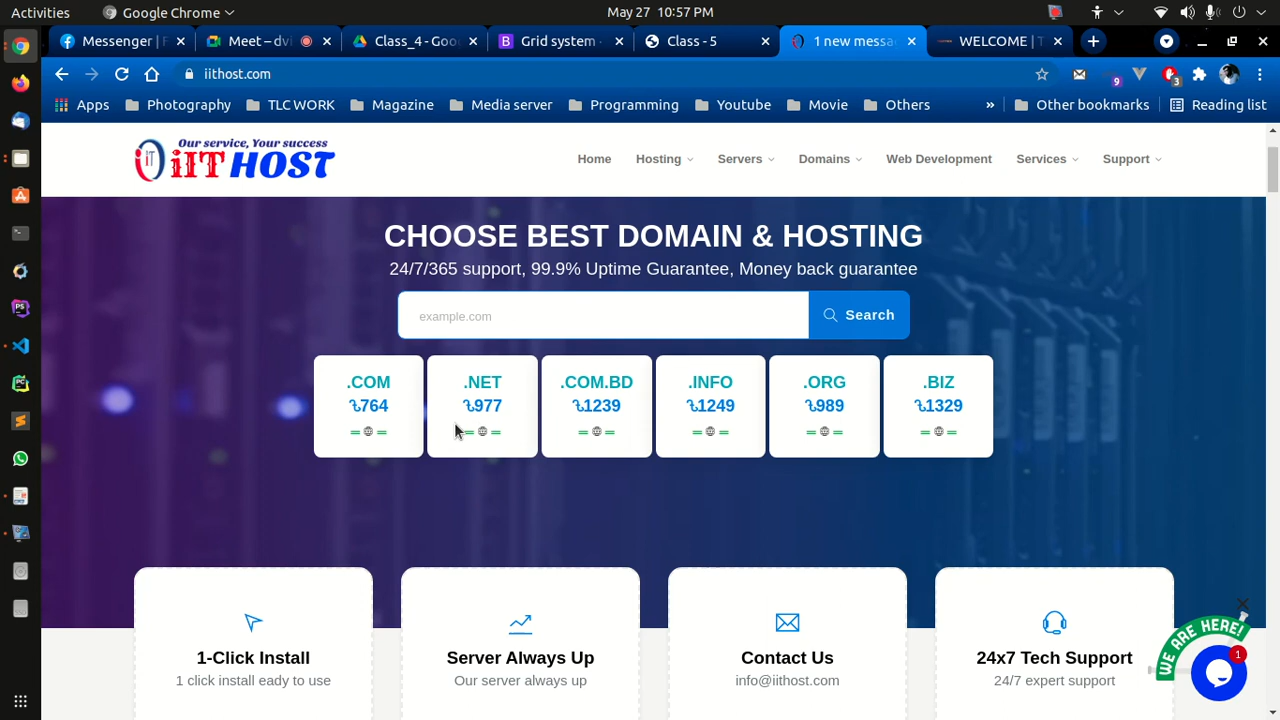 Activities Google Chrome May 27 10:57 PM
Messenger | F Meet – dvi Class_4 - Goo Grid system - Class - 5 1 new messa WELCOME | T
iithost.com 9 3
Apps Photography TLC WORK Magazine Media server Programming Youtube Movie Others » Other bookmarks Reading list
Our service, Your success
iiT HOST
Home Hosting Servers Domains Web Development Services Support
CHOOSE BEST DOMAIN & HOSTING
24/7/365 support, 99.9% Uptime Guarantee, Money back guarantee
example.com Search
.COM .NET .COM.BD .INFO .ORG .BIZ
৳764 ৳977 ৳1239 ৳1249 ৳989 ৳1329
WE ARE HERE!
1
1-Click Install Server Always Up Contact Us 24x7 Tech Support
1 click install eady to use Our server always up info@iithost.com 24/7 expert support